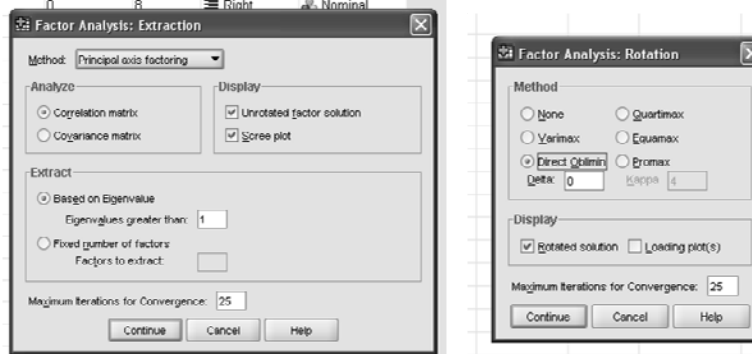 0 8 Right Nominal
Factor Analysis: Extraction
Method: Principal axis factoring
Analyze
Correlation matrix
Covariance matrix
Display
Unrotated factor solution
Scree plot
Extract
Based on Eigenvalue
Eigenvalues greater than: 1
Fixed number of factors
Factors to extract:
Maximum Iterations for Convergence: 25
Continue Cancel Help
Factor Analysis: Rotation
Method
None Quartimax
Varimax Equamax
Direct Oblimin Promax
Delta: 0 Kappa 4
Display
Rotated solution Loading plot(s)
Maximum Iterations for Convergence: 25
Continue Cancel Help